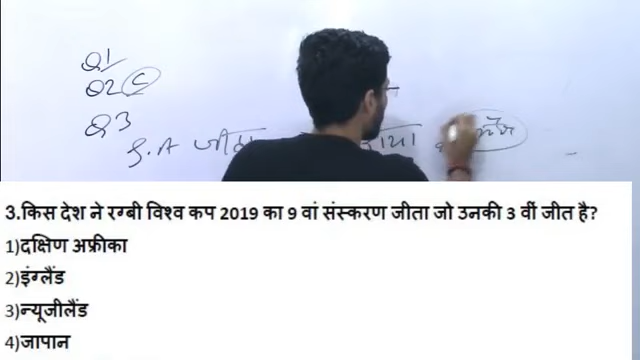 Q1
Q2 C
Q3
S.A जीता
3.किस देश ने रग्बी विश्व कप 2019 का 9 वां संस्करण जीता जो उनकी 3 वीं जीत है?
1)दक्षिण अफ्रीका
2)इंग्लैंड
3)न्यूजीलैंड
4)जापान